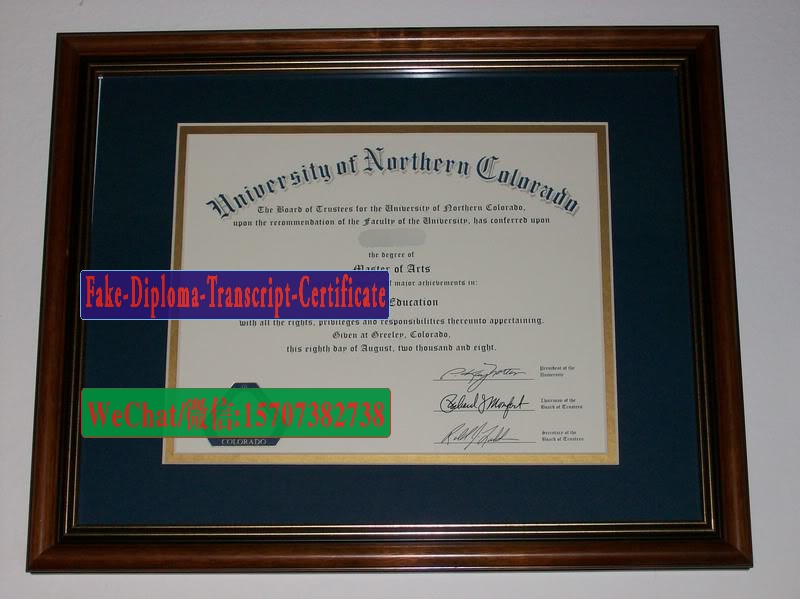 University of Northern Colorado
The Board of Trustees for the University of Northern Colorado,
upon the recommendation of the Faculty of the University, has conferred upon
the degree of
Master of Arts
of major achievements in:
Education
Fake-Diploma-Transcript-Certificate
with all the rights, privileges and responsibilities thereunto appertaining.
Given at Greeley, Colorado,
this eighth day of August, two thousand and eight.
President of the
University
Chairman of the
Board of Trustees
Secretary of the
Board of Trustees
WeChat/微信:15707382738
COLORADO